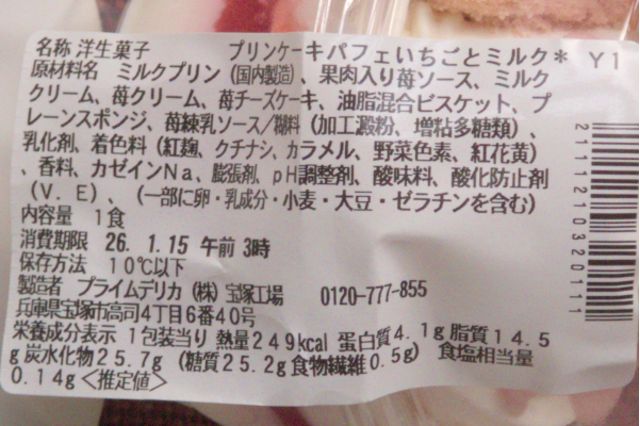 名称 洋生菓子 プリンケーキパフェいちごとミルク* Y1
原材料名 ミルクプリン(国内製造)、果肉入り苺ソース、ミルク
クリーム、苺クリーム、苺チーズケーキ、油脂混合ビスケット、プ
レーンスポンジ、苺練乳ソース/糊料(加工澱粉、増粘多糖類)、
乳化剤、着色料(紅麹、クチナシ、カラメル、野菜色素、紅花黄)
、香料、カゼインNa、膨張剤、pH調整剤、酸味料、酸化防止剤
(V.E)、(一部に卵・乳成分・小麦・大豆・ゼラチンを含む)
内容量 1食
消費期限 26. 1.15 午前 3時
保存方法 10℃以下
製造者 プライムデリカ(株)宝塚工場 0120-777-855
兵庫県宝塚市高司4丁目6番40号
栄養成分表示 1包装当り 熱量249kcal 蛋白質4.1g 脂質14.5
g 炭水化物25.7g (糖質25.2g 食物繊維0.5g) 食塩相当量
0.14g<推定値>
21111210320111